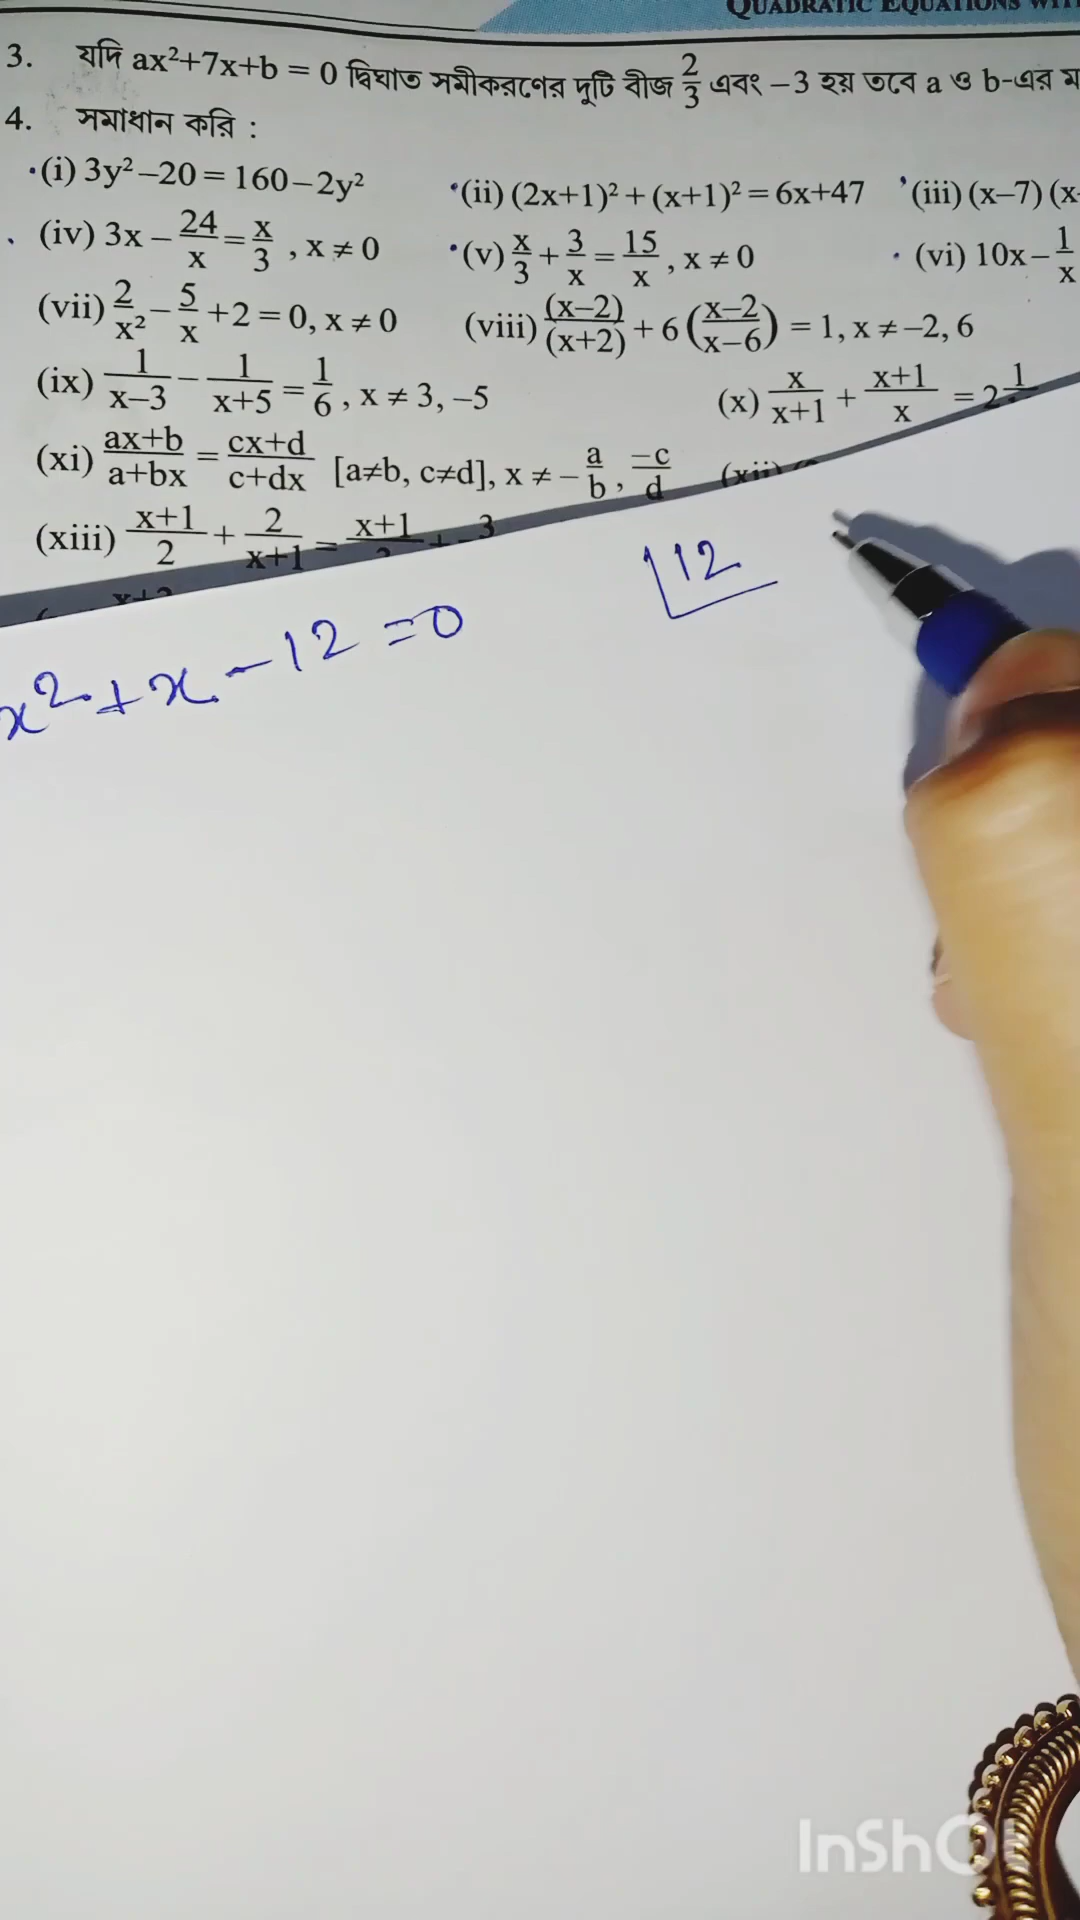 QUADRATIC EQUATIONS
3. যদি ax²+7x+b = 0 দ্বিঘাত সমীকরণের দুটি বীজ 2/3 এবং –3 হয় তবে a ও b-এর
4. সমাধান করি :
(i) 3y²–20 = 160–2y² (ii) (2x+1)² + (x+1)² = 6x+47 (iii) (x–7) (x
(iv) 3x – 24/x = x/3 , x ≠ 0 (v) x/3 + 3/x = 15/x , x ≠ 0 (vi) 10x – 1/x
(vii) 2/x² – 5/x + 2 = 0, x ≠ 0 (viii) (x–2)/(x+2) + 6 (x–2/x–6) = 1, x ≠ –2, 6
(ix) 1/x–3 – 1/x+5 = 1/6 , x ≠ 3, –5 (x) x/x+1 + x+1/x = 2
(xi) ax+b/a+bx = cx+d/c+dx [a≠b, c≠d], x ≠ – a/b , –c/d (xii)
(xiii) x+1/2 + 2/x+1 = x+1
12
x² + x – 12 = 0
InSh